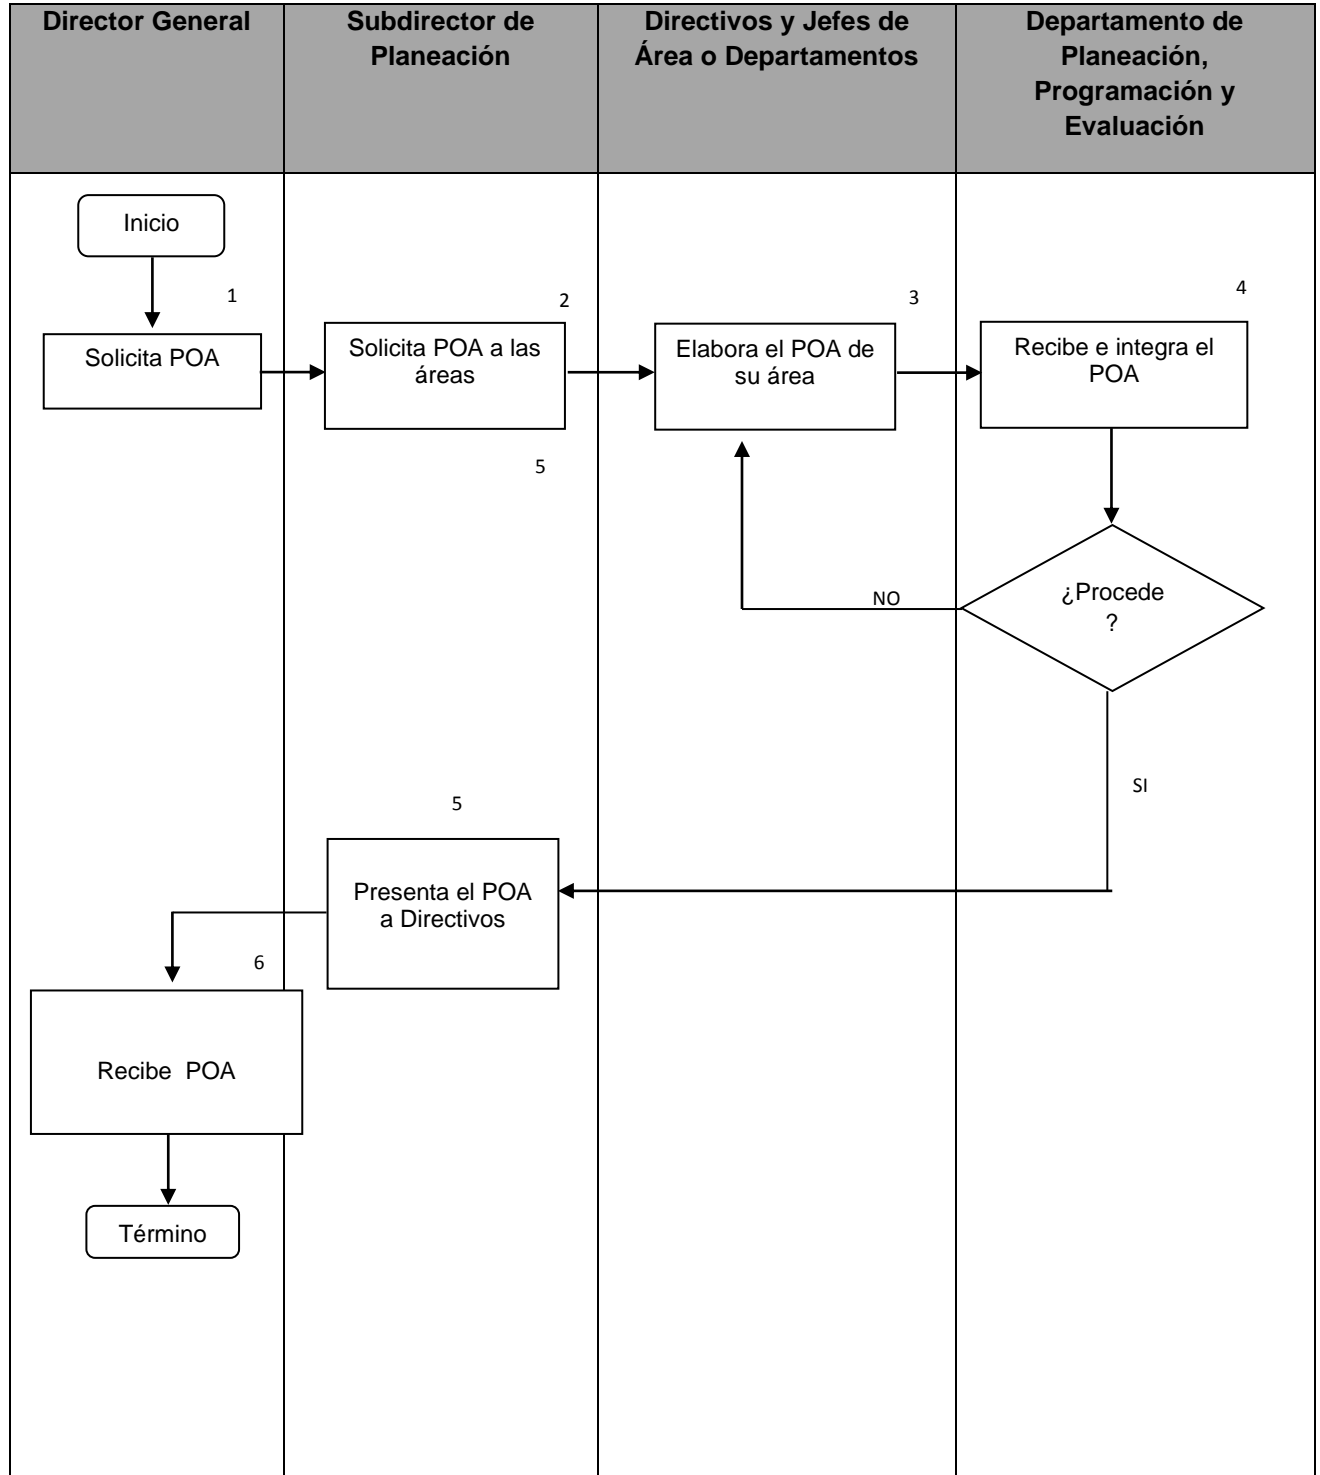 Director General
Subdirector de
Planeación
Directivos y Jefes de
Área o Departamentos
Departamento de
Planeación,
Programación y
Evaluación
Inicio
1
Solicita POA
2
Solicita POA a las
áreas
5
3
Elabora el POA de
su área
4
Recibe e integra el
POA
¿Procede
?
NO
SI
5
Presenta el POA
a Directivos
6
Recibe POA
Término